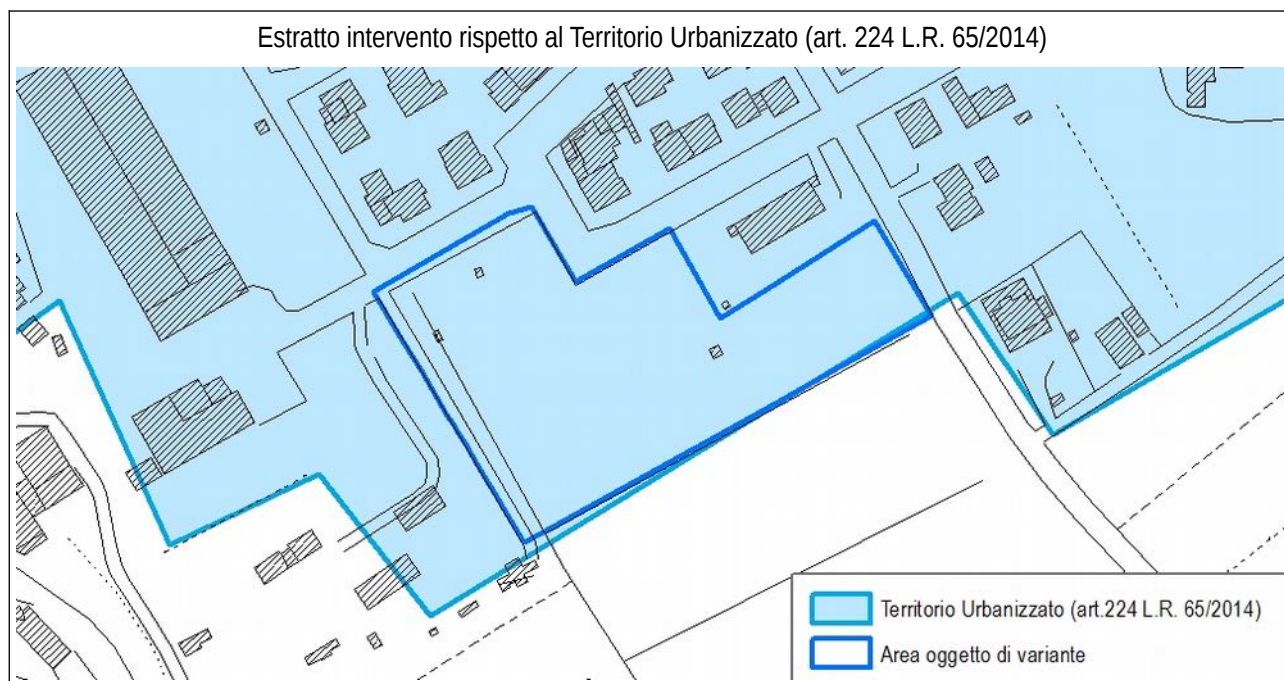 Estratto intervento rispetto al Territorio Urbanizzato (art. 224 L.R. 65/2014)
Territorio Urbanizzato (art.224 L.R. 65/2014)
Area oggetto di variante